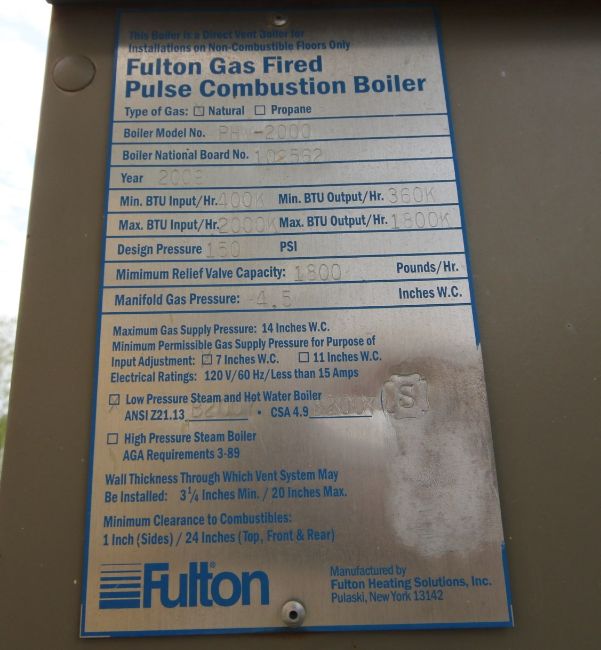 This Boiler is a Direct Vent Boiler for
Installations on Non-Combustible Floors Only
Fulton Gas Fired
Pulse Combustion Boiler
Type of Gas: ☒ Natural ☐ Propane
Boiler Model No. PHW-2000
Boiler National Board No. 102562
Year
Min. BTU Input/Hr. 400K Min. BTU Output/Hr. 360K
Max. BTU Input/Hr. 2000K Max. BTU Output/Hr. 1800K
Design Pressure 150 PSI
Mimimum Relief Valve Capacity: 1800 Pounds/Hr.
Manifold Gas Pressure: -4.5 Inches W.C.
Maximum Gas Supply Pressure: 14 Inches W.C.
Minimum Permissible Gas Supply Pressure for Purpose of
Input Adjustment: ☒ 7 Inches W.C. ☐ 11 Inches W.C.
Electrical Ratings: 120 V/60 Hz/Less than 15 Amps
☒ Low Pressure Steam and Hot Water Boiler
ANSI Z21.13 • CSA 4.9 S
☐ High Pressure Steam Boiler
AGA Requirements 3-89
Wall Thickness Through Which Vent System May
Be Installed: 3 1/4 Inches Min. / 20 Inches Max.
Minimum Clearance to Combustibles:
1 Inch (Sides) / 24 Inches (Top, Front & Rear)
Fulton®
Manufactured by
Fulton Heating Solutions, Inc.
Pulaski, New York 13142